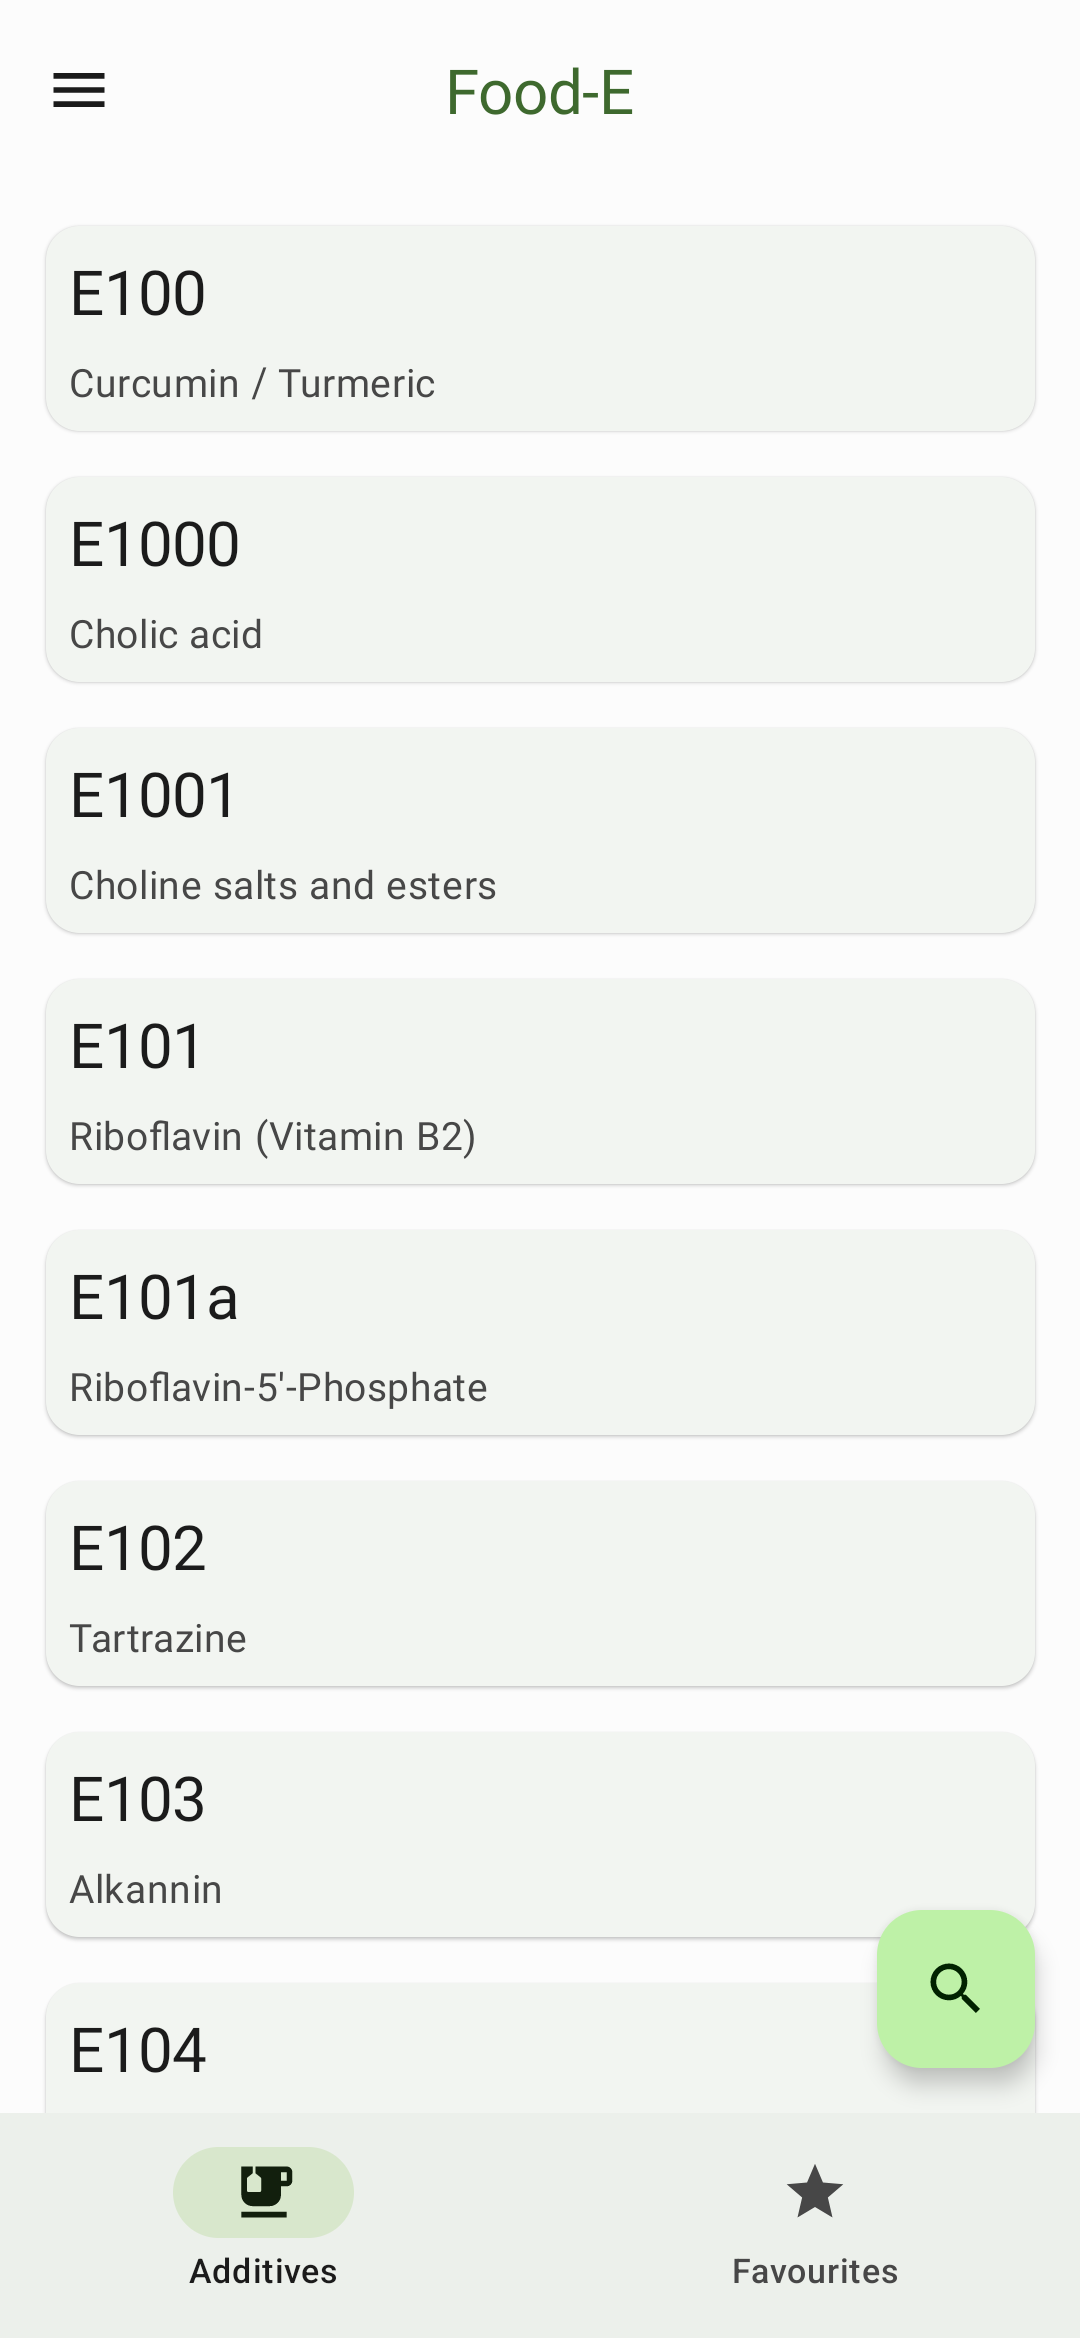 Food-E
E100
Curcumin / Turmeric
E1000
Cholic acid
E1001
Choline salts and esters
E101
Riboflavin (Vitamin B2)
E101a
Riboflavin-5'-Phosphate
E102
Tartrazine
E103
Alkannin
E104
Additives
Favourites